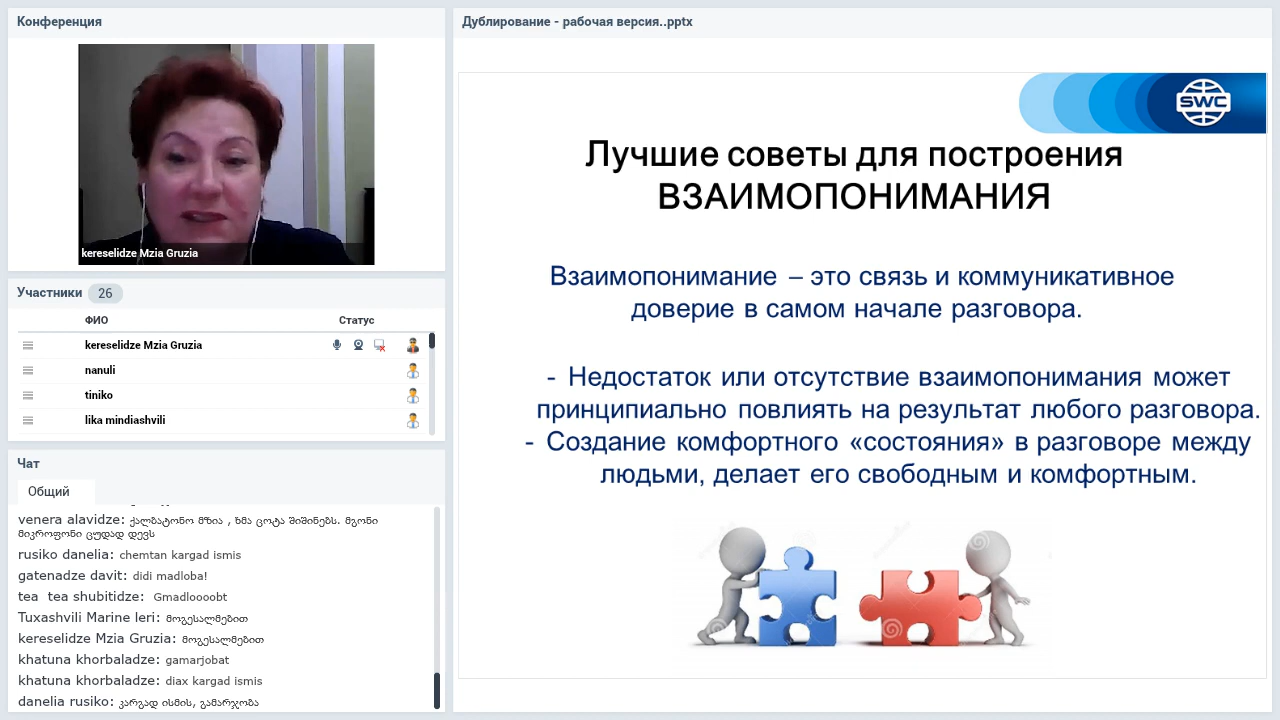 Конференция
kereselidze Mzia Gruzia
Участники 26
ФИО Статус
kereselidze Mzia Gruzia
nanuli
tiniko
lika mindiashvili
Чат
Общий
venera alavidze: ქალბატონო მზია , ხმა ცოტა შიშინებს. მგონი
მიკროფონი ცუდად დევს
rusiko danelia: chemtan kargad ismis
gatenadze davit: didi madloba!
tea tea shubitidze: Gmadloooobt
Tuxashvili Marine leri: მოგესალმებით
kereselidze Mzia Gruzia: მოგესალმებით
khatuna khorbaladze: gamarjobat
khatuna khorbaladze: diax kargad ismis
danelia rusiko: კარგად ისმის, გამარჯობა
Дублирование - рабочая версия..pptx
SWC
Лучшие советы для построения
ВЗАИМОПОНИМАНИЯ
Взаимопонимание – это связь и коммуникативное
доверие в самом начале разговора.
- Недостаток или отсутствие взаимопонимания может
принципиально повлиять на результат любого разговора.
- Создание комфортного «состояния» в разговоре между
людьми, делает его свободным и комфортным.